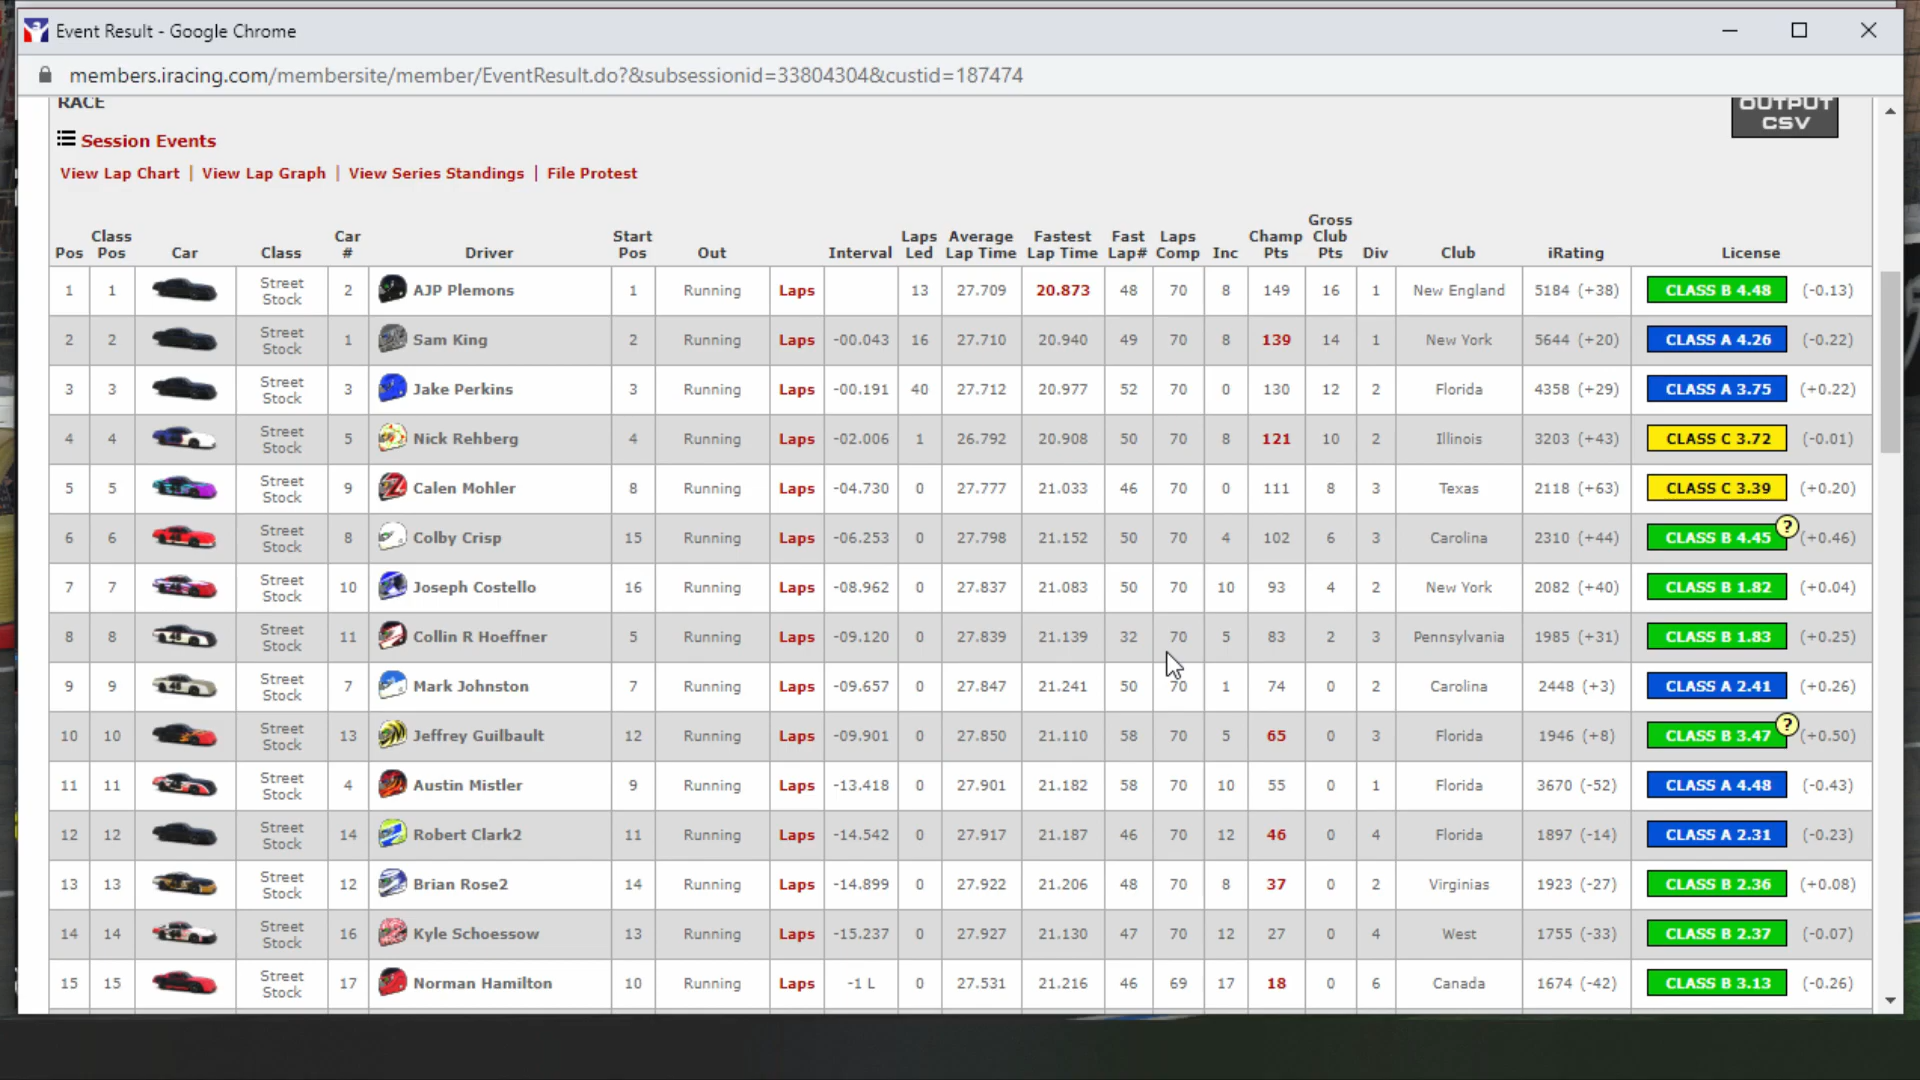 Event Result - Google Chrome
members.iracing.com/membersite/member/EventResult.do?&subsessionid=33804304&custid=187474
RACE
OUTPUT CSV
Session Events
View Lap Chart | View Lap Graph | View Series Standings | File Protest
Pos Class Pos Car Class Car # Driver Start Pos Out Interval Laps Led Average Lap Time Fastest Lap Time Fast Lap# Laps Comp Inc Champ Pts Gross Club Pts Div Club iRating License
1 1 Street Stock 2 AJP Plemons 1 Running Laps 13 27.709 20.873 48 70 8 149 16 1 New England 5184 (+38) CLASS B 4.48 (-0.13)
2 2 Street Stock 1 Sam King 2 Running Laps -00.043 16 27.710 20.940 49 70 8 139 14 1 New York 5644 (+20) CLASS A 4.26 (-0.22)
3 3 Street Stock 3 Jake Perkins 3 Running Laps -00.191 40 27.712 20.977 52 70 0 130 12 2 Florida 4358 (+29) CLASS A 3.75 (+0.22)
4 4 Street Stock 5 Nick Rehberg 4 Running Laps -02.006 1 26.792 20.908 50 70 8 121 10 2 Illinois 3203 (+43) CLASS C 3.72 (-0.01)
5 5 Street Stock 9 Calen Mohler 8 Running Laps -04.730 0 27.777 21.033 46 70 0 111 8 3 Texas 2118 (+63) CLASS C 3.39 (+0.20)
6 6 Street Stock 8 Colby Crisp 15 Running Laps -06.253 0 27.798 21.152 50 70 4 102 6 3 Carolina 2310 (+44) CLASS B 4.45 ? (+0.46)
7 7 Street Stock 10 Joseph Costello 16 Running Laps -08.962 0 27.837 21.083 50 70 10 93 4 2 New York 2082 (+40) CLASS B 1.82 (+0.04)
8 8 Street Stock 11 Collin R Hoeffner 5 Running Laps -09.120 0 27.839 21.139 32 70 5 83 2 3 Pennsylvania 1985 (+31) CLASS B 1.83 (+0.25)
9 9 Street Stock 7 Mark Johnston 7 Running Laps -09.657 0 27.847 21.241 50 70 1 74 0 2 Carolina 2448 (+3) CLASS A 2.41 (+0.26)
10 10 Street Stock 13 Jeffrey Guilbault 12 Running Laps -09.901 0 27.850 21.110 58 70 5 65 0 3 Florida 1946 (+8) CLASS B 3.47 ? (+0.50)
11 11 Street Stock 4 Austin Mistler 9 Running Laps -13.418 0 27.901 21.182 58 70 10 55 0 1 Florida 3670 (-52) CLASS A 4.48 (-0.43)
12 12 Street Stock 14 Robert Clark2 11 Running Laps -14.542 0 27.917 21.187 46 70 12 46 0 4 Florida 1897 (-14) CLASS A 2.31 (-0.23)
13 13 Street Stock 12 Brian Rose2 14 Running Laps -14.899 0 27.922 21.206 48 70 8 37 0 2 Virginias 1923 (-27) CLASS B 2.36 (+0.08)
14 14 Street Stock 16 Kyle Schoessow 13 Running Laps -15.237 0 27.927 21.130 47 70 12 27 0 4 West 1755 (-33) CLASS B 2.37 (-0.07)
15 15 Street Stock 17 Norman Hamilton 10 Running Laps -1 L 0 27.531 21.216 46 69 17 18 0 6 Canada 1674 (-42) CLASS B 3.13 (-0.26)